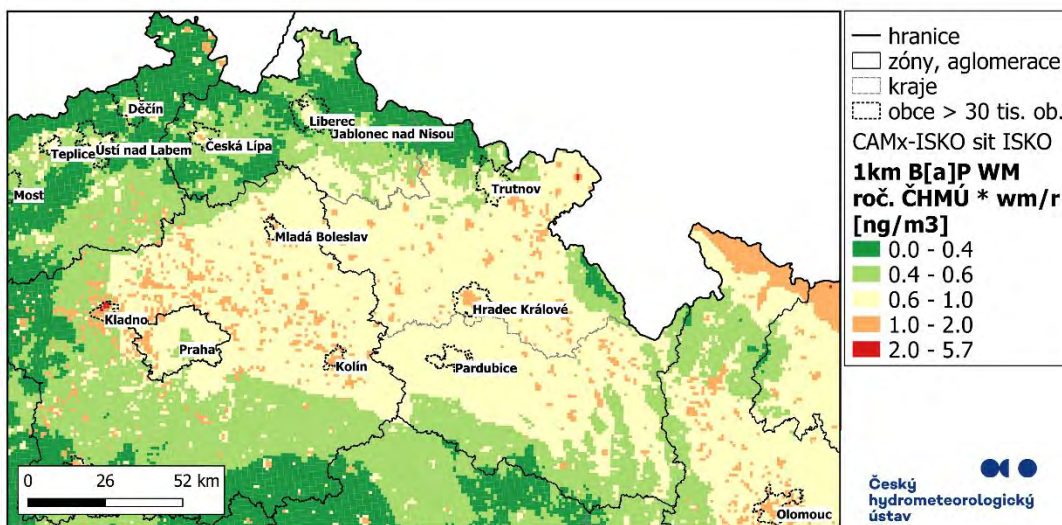 Děčín
Liberec
Jablonec nad Nisou
Teplice
Ústí nad Labem
Česká Lípa
Most
Trutnov
Mladá Boleslav
Hradec Králové
Kladno
Praha
Kolín
Pardubice
Olomouc
0 26 52 km
hranice
zóny, aglomerace
kraje
obce > 30 tis. ob.
CAMx-ISKO sit ISKO
1km B[a]P WM
roč. ČHMÚ * wm/r
[ng/m3]
0.0 - 0.4
0.4 - 0.6
0.6 - 1.0
1.0 - 2.0
2.0 - 5.7
Český
hydrometeorologický
ústav